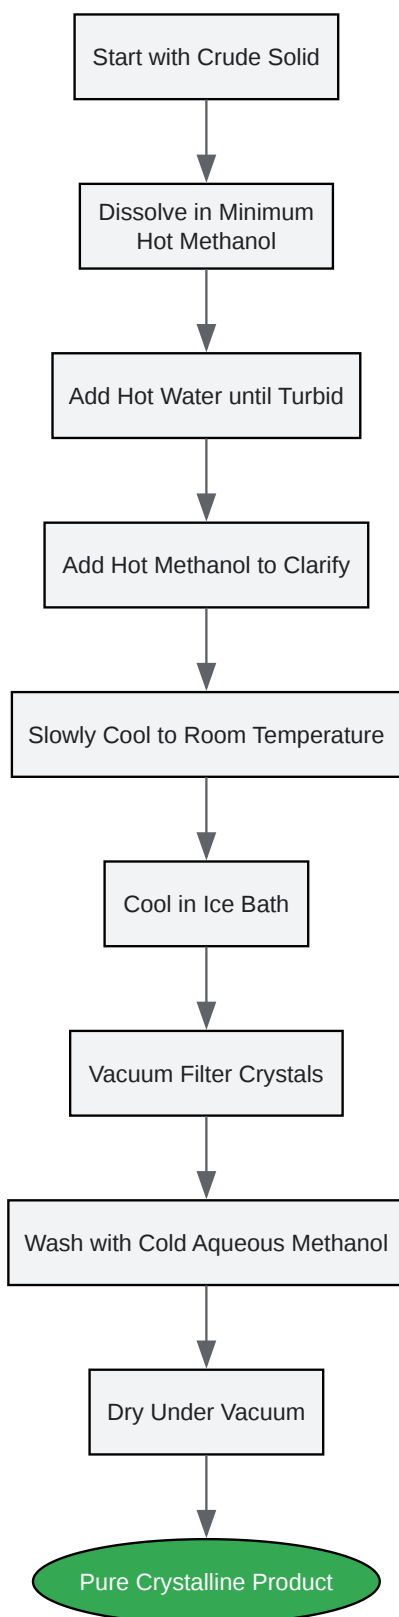 Start with Crude Solid
Dissolve in Minimum
Hot Methanol
Add Hot Water until Turbid
Add Hot Methanol to Clarify
Slowly Cool to Room Temperature
Cool in Ice Bath
Vacuum Filter Crystals
Wash with Cold Aqueous Methanol
Dry Under Vacuum
Pure Crystalline Product